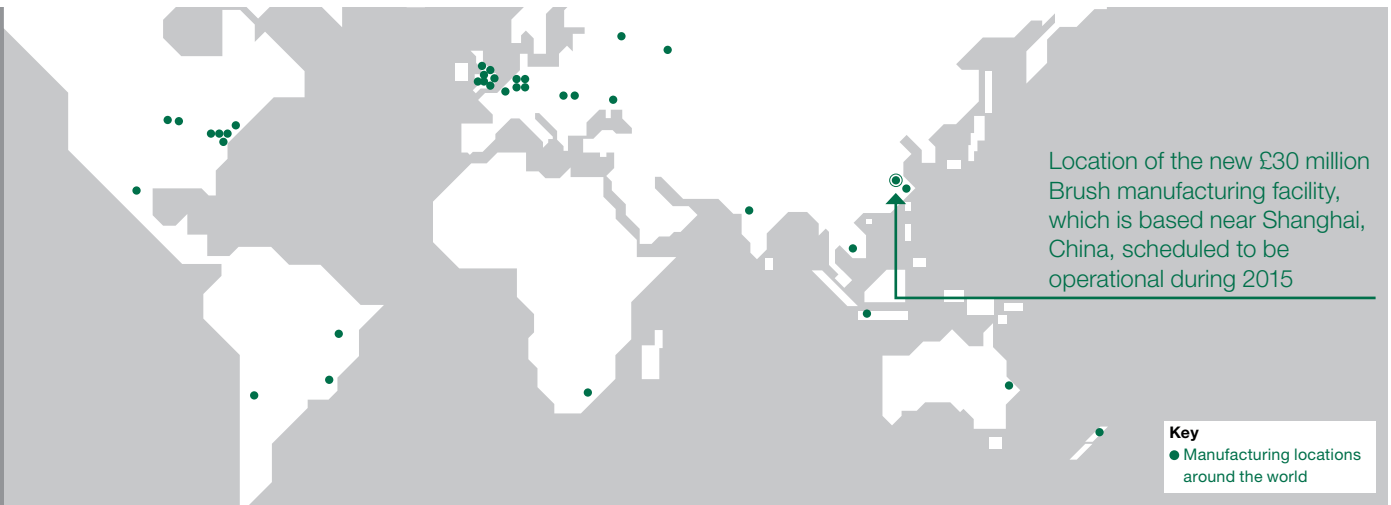 Location of the new £30 million
Brush manufacturing facility,
which is based near Shanghai,
China, scheduled to be
operational during 2015
Key
Manufacturing locations
around the world